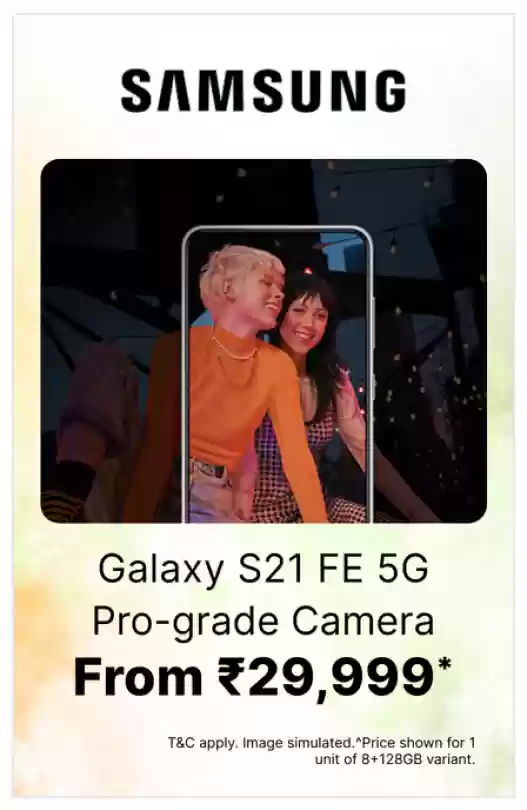 SAMSUNG
Galaxy S21 FE 5G
Pro-grade Camera
From ₹29,999*
T&C apply. Image simulated.^Price shown for 1
unit of 8+128GB variant.